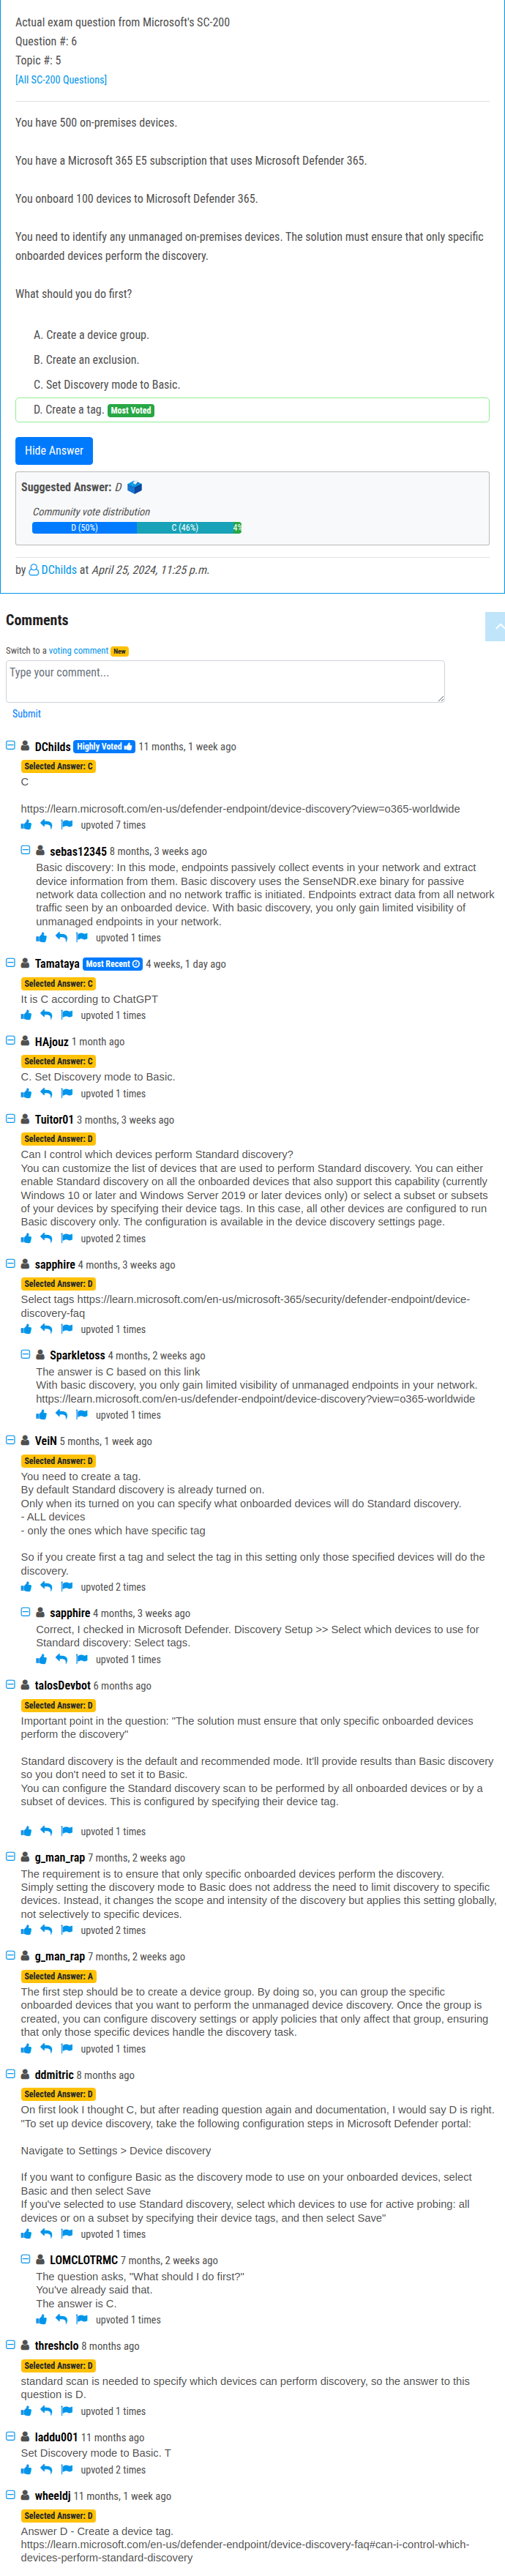 Actual exam question from Microsoft's SC-200
Question #: 6
Topic #: 5
[All SC-200 Questions]
You have 500 on-premises devices.
You have a Microsoft 365 E5 subscription that uses Microsoft Defender 365.
You onboard 100 devices to Microsoft Defender 365.
You need to identify any unmanaged on-premises devices. The solution must ensure that only specific
onboarded devices perform the discovery.
What should you do first?
A. Create a device group.
B. Create an exclusion.
C. Set Discovery mode to Basic.
D. Create a tag. Most Voted
Hide Answer
Suggested Answer: D
Community vote distribution
D (50%) C (46%) 4%
by DChilds at April 25, 2024, 11:25 p.m.
Comments
Switch to a voting comment New
Type your comment...
Submit
DChilds Highly Voted 11 months, 1 week ago
Selected Answer: C
C
https://learn.microsoft.com/en-us/defender-endpoint/device-discovery?view=o365-worldwide
upvoted 7 times
sebas12345 8 months, 3 weeks ago
Basic discovery: In this mode, endpoints passively collect events in your network and extract
device information from them. Basic discovery uses the SenseNDR.exe binary for passive
network data collection and no network traffic is initiated. Endpoints extract data from all network
traffic seen by an onboarded device. With basic discovery, you only gain limited visibility of
unmanaged endpoints in your network.
upvoted 1 times
Tamataya Most Recent 4 weeks, 1 day ago
Selected Answer: C
It is C according to ChatGPT
upvoted 1 times
HAjouz 1 month ago
Selected Answer: C
C. Set Discovery mode to Basic.
upvoted 1 times
Tuitor01 3 months, 3 weeks ago
Selected Answer: D
Can I control which devices perform Standard discovery?
You can customize the list of devices that are used to perform Standard discovery. You can either
enable Standard discovery on all the onboarded devices that also support this capability (currently
Windows 10 or later and Windows Server 2019 or later devices only) or select a subset or subsets
of your devices by specifying their device tags. In this case, all other devices are configured to run
Basic discovery only. The configuration is available in the device discovery settings page.
upvoted 2 times
sapphire 4 months, 3 weeks ago
Selected Answer: D
Select tags https://learn.microsoft.com/en-us/microsoft-365/security/defender-endpoint/device-
discovery-faq
upvoted 1 times
Sparkletoss 4 months, 2 weeks ago
The answer is C based on this link
With basic discovery, you only gain limited visibility of unmanaged endpoints in your network.
https://learn.microsoft.com/en-us/defender-endpoint/device-discovery?view=o365-worldwide
upvoted 1 times
VeiN 5 months, 1 week ago
Selected Answer: D
You need to create a tag.
By default Standard discovery is already turned on.
Only when its turned on you can specify what onboarded devices will do Standard discovery.
- ALL devices
- only the ones which have specific tag
So if you create first a tag and select the tag in this setting only those specified devices will do the
discovery.
upvoted 2 times
sapphire 4 months, 3 weeks ago
Correct, I checked in Microsoft Defender. Discovery Setup >> Select which devices to use for
Standard discovery: Select tags.
upvoted 1 times
talosDevbot 6 months ago
Selected Answer: D
Important point in the question: "The solution must ensure that only specific onboarded devices
perform the discovery"
Standard discovery is the default and recommended mode. It'll provide results than Basic discovery
so you don't need to set it to Basic.
You can configure the Standard discovery scan to be performed by all onboarded devices or by a
subset of devices. This is configured by specifying their device tag.
upvoted 1 times
g_man_rap 7 months, 2 weeks ago
The requirement is to ensure that only specific onboarded devices perform the discovery.
Simply setting the discovery mode to Basic does not address the need to limit discovery to specific
devices. Instead, it changes the scope and intensity of the discovery but applies this setting globally,
not selectively to specific devices.
upvoted 2 times
g_man_rap 7 months, 2 weeks ago
Selected Answer: A
The first step should be to create a device group. By doing so, you can group the specific
onboarded devices that you want to perform the unmanaged device discovery. Once the group is
created, you can configure discovery settings or apply policies that only affect that group, ensuring
that only those specific devices handle the discovery task.
upvoted 1 times
ddmitric 8 months ago
Selected Answer: D
On first look I thought C, but after reading question again and documentation, I would say D is right.
"To set up device discovery, take the following configuration steps in Microsoft Defender portal:
Navigate to Settings > Device discovery
If you want to configure Basic as the discovery mode to use on your onboarded devices, select
Basic and then select Save
If you've selected to use Standard discovery, select which devices to use for active probing: all
devices or on a subset by specifying their device tags, and then select Save"
upvoted 1 times
LOMCLOTRMC 7 months, 2 weeks ago
The question asks, "What should I do first?"
You've already said that.
The answer is C.
upvoted 1 times
threshclo 8 months ago
Selected Answer: D
standard scan is needed to specify which devices can perform discovery, so the answer to this
question is D.
upvoted 1 times
laddu001 11 months ago
Set Discovery mode to Basic. T
upvoted 2 times
wheeldj 11 months, 1 week ago
Selected Answer: D
Answer D - Create a device tag.
https://learn.microsoft.com/en-us/defender-endpoint/device-discovery-faq#can-i-control-which-
devices-perform-standard-discovery